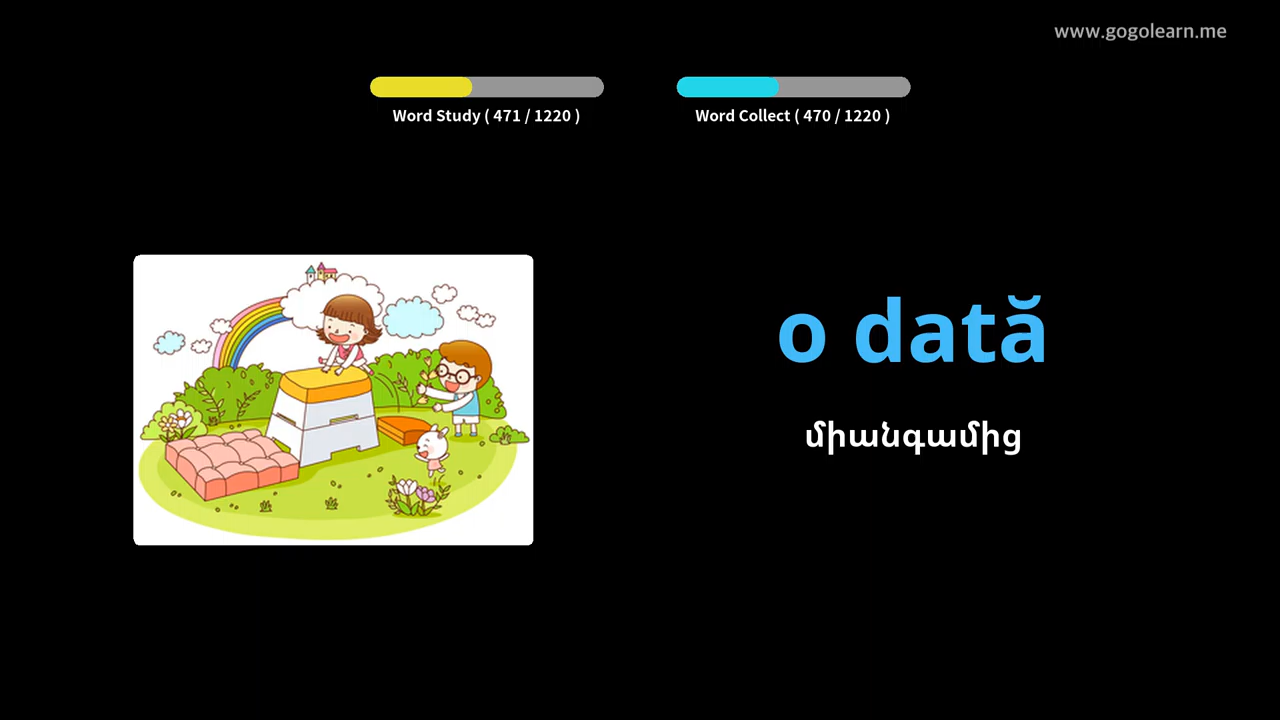 www.gogolearn.me
Word Study ( 471 / 1220 )
Word Collect ( 470 / 1220 )
o dată
միանգամից